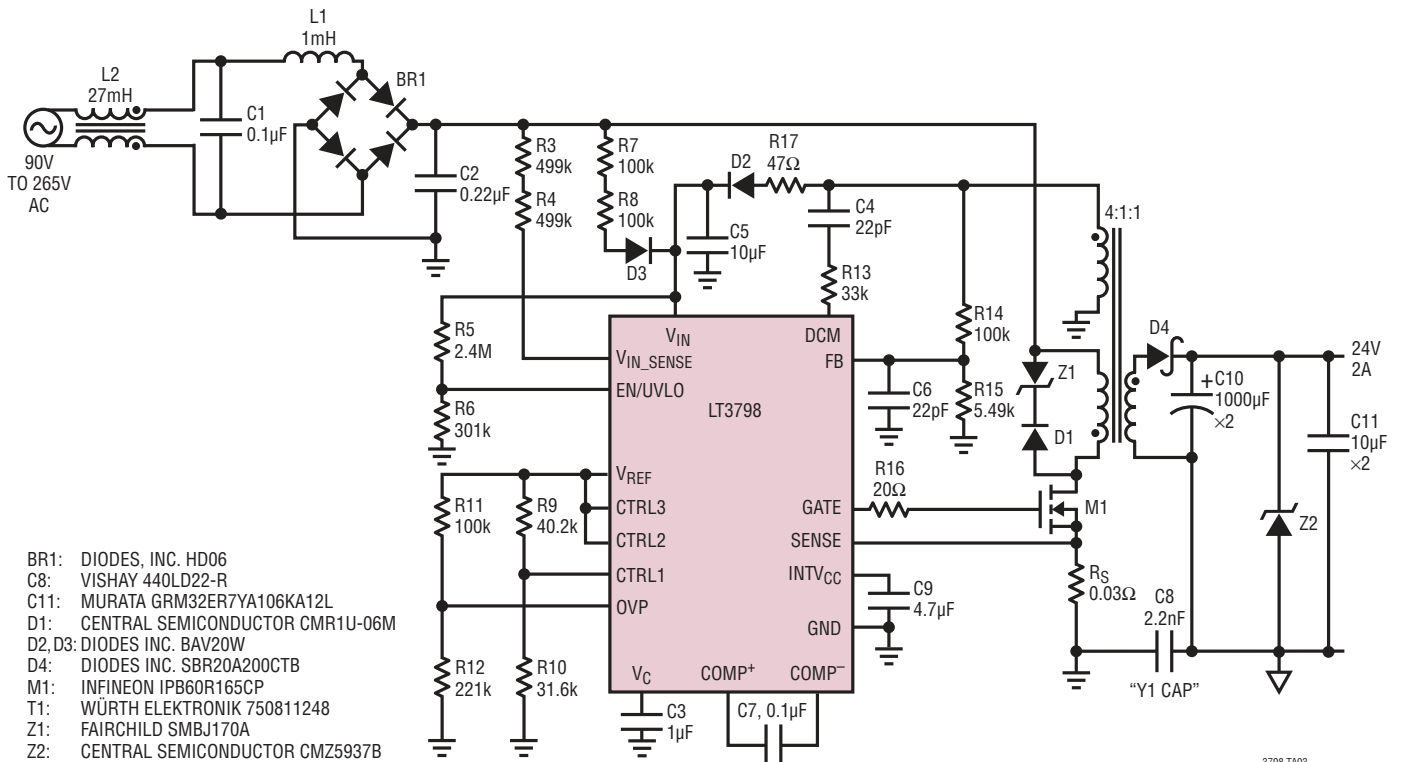 L1
1mH
L2
27mH
BR1
C1
0.1µF
90V
TO 265V
AC
C2
0.22µF
R3
499k
R4
499k
R7
100k
R8
100k
D3
D2
R17
47Ω
C5
10µF
C4
22pF
R13
33k
4:1:1
R5
2.4M
R6
301k
R14
100k
R15
5.49k
C6
22pF
Z1
D1
D4
24V
2A
+
C10
1000µF
×2
C11
10µF
×2
Z2
VIN
VIN_SENSE
EN/UVLO
LT3798
DCM
FB
VREF
CTRL3
CTRL2
CTRL1
OVP
VC
COMP+
COMP–
GATE
SENSE
INTVCC
GND
R11
100k
R9
40.2k
R12
221k
R10
31.6k
R16
20Ω
M1
RS
0.03Ω
C9
4.7µF
C8
2.2nF
“Y1 CAP”
C3
1µF
C7, 0.1µF
BR1: DIODES, INC. HD06
C8: VISHAY 440LD22-R
C11: MURATA GRM32ER7YA106KA12L
D1: CENTRAL SEMICONDUCTOR CMR1U-06M
D2, D3: DIODES INC. BAV20W
D4: DIODES INC. SBR20A200CTB
M1: INFINEON IPB60R165CP
T1: WÜRTH ELEKTRONIK 750811248
Z1: FAIRCHILD SMBJ170A
Z2: CENTRAL SEMICONDUCTOR CMZ5937B
3798 TA03